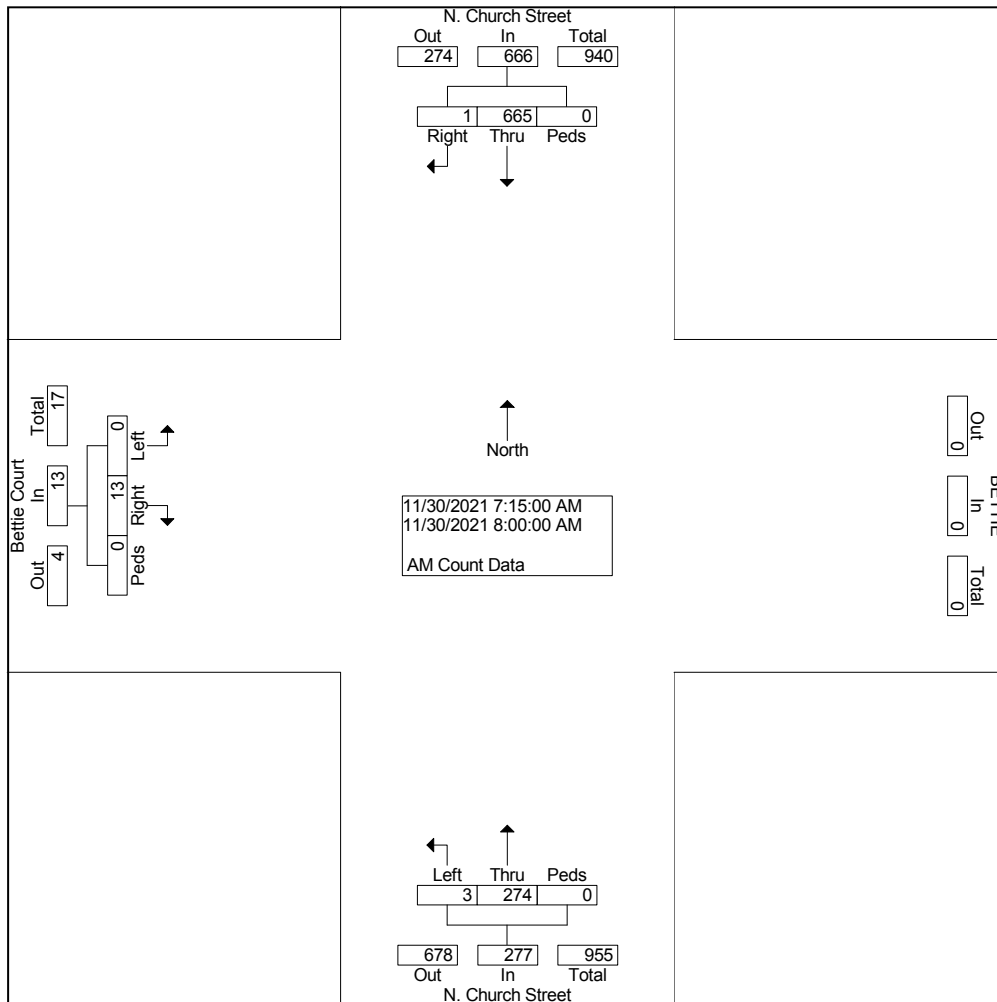 N. Church Street
Out In Total
274 666 940
1 665 0
Right Thru Peds
Bettie Court
Total In Out
17 13 4
0 13 0
Left Right Peds
North
11/30/2021 7:15:00 AM
11/30/2021 8:00:00 AM
AM Count Data
Out In Total
0 0 0
Left Thru Peds
3 274 0
678 277 955
Out In Total
N. Church Street